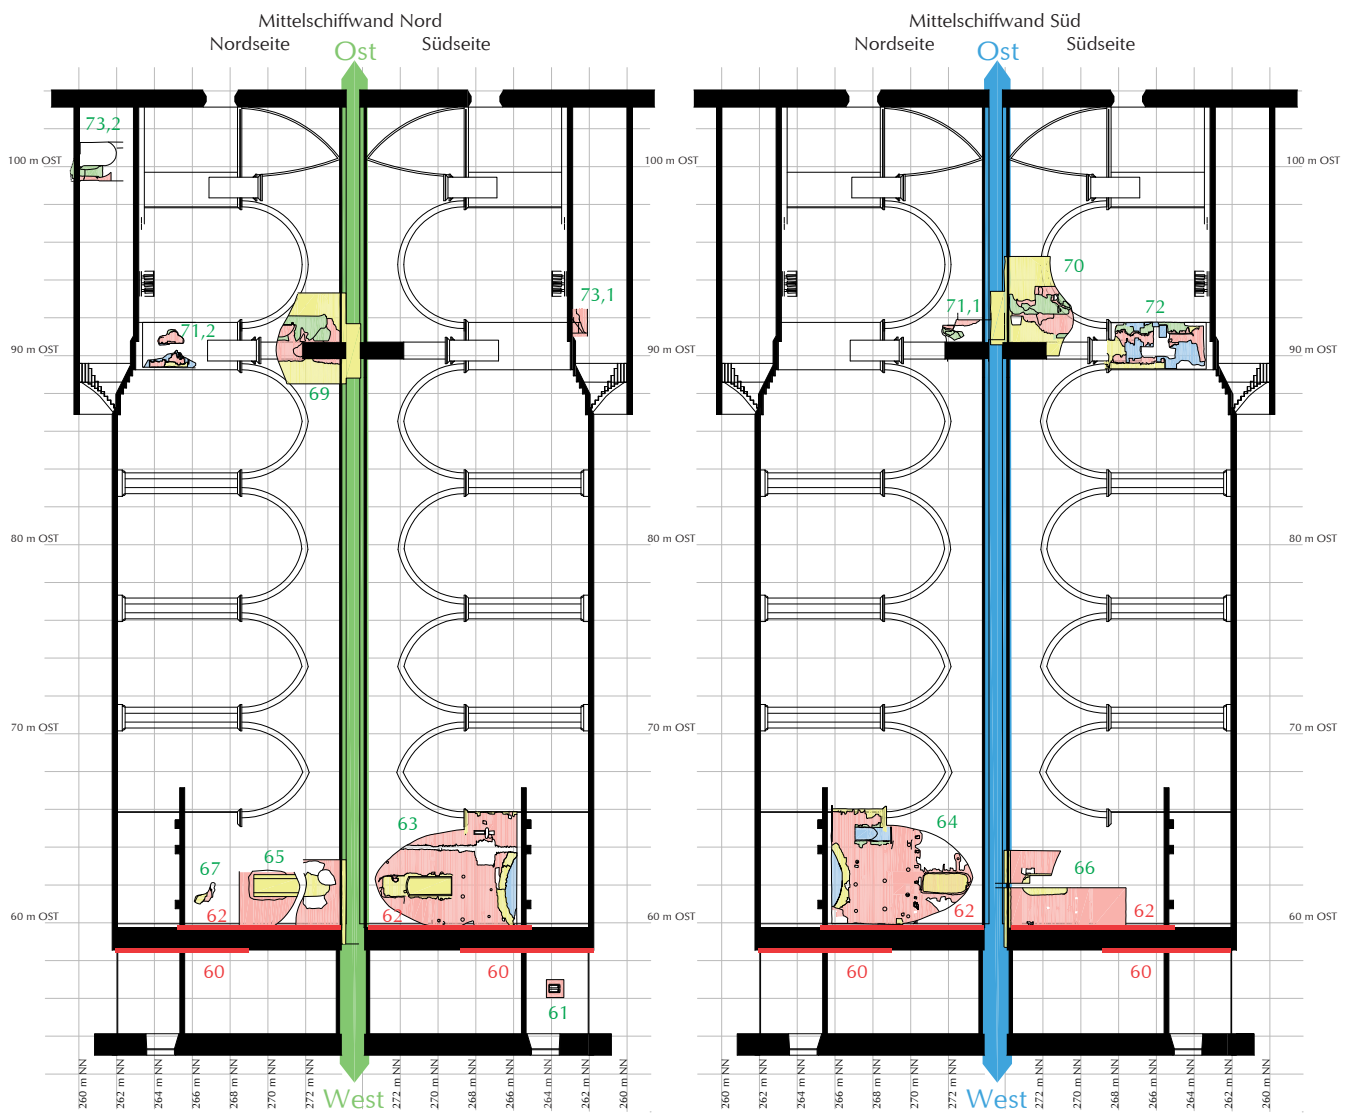 Mittelschiffwand Nord
Mittelschiffwand Süd
Nordseite
Südseite
Nordseite
Südseite
Ost
Ost
73,2
100 m OST
100 m OST
100 m OST
70
73,1
71,1
72
71,2
90 m OST
90 m OST
90 m OST
69
80 m OST
80 m OST
80 m OST
70 m OST
70 m OST
70 m OST
63
64
65
67
66
62
62
62
62
60 m OST
60 m OST
60 m OST
60
60
60
60
61
260 m NN
262 m NN
264 m NN
266 m NN
268 m NN
270 m NN
272 m NN
272 m NN
270 m NN
268 m NN
266 m NN
264 m NN
262 m NN
260 m NN
260 m NN
262 m NN
264 m NN
266 m NN
268 m NN
270 m NN
272 m NN
272 m NN
270 m NN
268 m NN
266 m NN
264 m NN
262 m NN
260 m NN
West
West